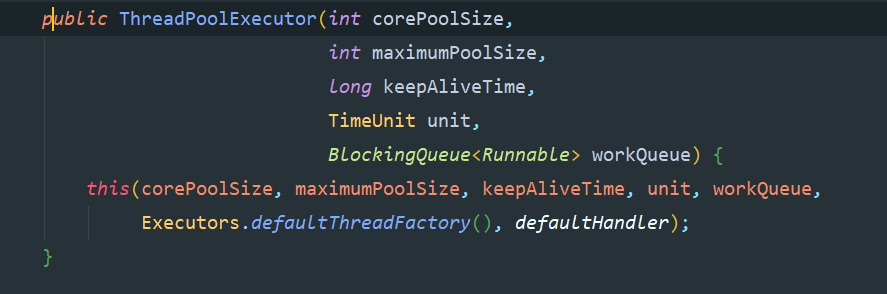 public ThreadPoolExecutor(int corePoolSize,
int maximumPoolSize,
long keepAliveTime,
TimeUnit unit,
BlockingQueue<Runnable> workQueue) {
this(corePoolSize, maximumPoolSize, keepAliveTime, unit, workQueue,
Executors.defaultThreadFactory(), defaultHandler);
}